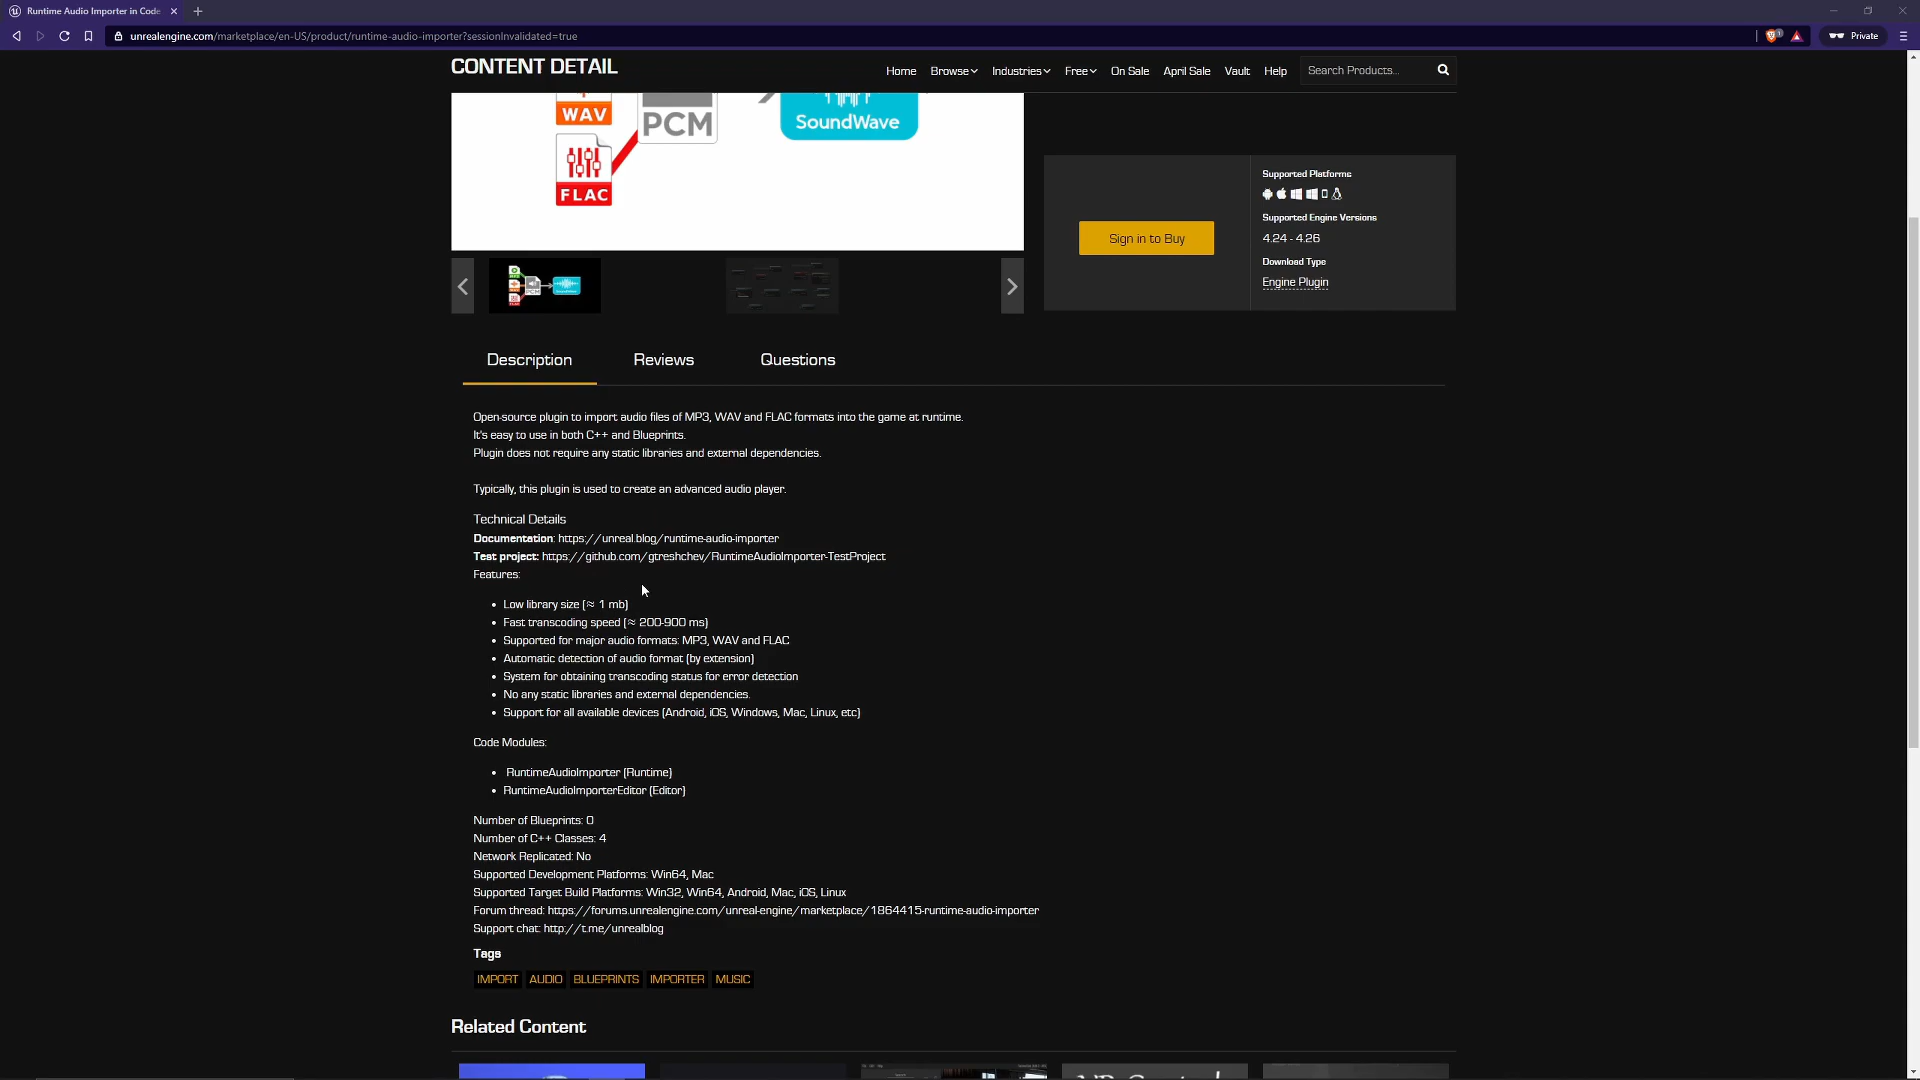 Runtime Audio Importer in Code
unrealengine.com/marketplace/en-US/product/runtime-audio-importer?sessionInvalidated=true
1
Private
CONTENT DETAIL
Home Browse Industries Free On Sale April Sale Vault Help Search Products...
WAV
PCM
SoundWave
FLAC
Supported Platforms
Supported Engine Versions
4.24 - 4.26
Download Type
Engine Plugin
Sign in to Buy
PCM
SoundWave
Description Reviews Questions
Open-source plugin to import audio files of MP3, WAV and FLAC formats into the game at runtime.
It's easy to use in both C++ and Blueprints.
Plugin does not require any static libraries and external dependencies.
Typically, this plugin is used to create an advanced audio player.
Technical Details
Documentation: https://unreal.blog/runtime-audio-importer
Test project: https://github.com/gtreshchev/RuntimeAudioImporter-TestProject
Features:
• Low library size (≈ 1 mb)
• Fast transcoding speed (≈ 200-900 ms)
• Supported for major audio formats: MP3, WAV and FLAC
• Automatic detection of audio format (by extension)
• System for obtaining transcoding status for error detection
• No any static libraries and external dependencies.
• Support for all available devices (Android, iOS, Windows, Mac, Linux, etc)
Code Modules:
• RuntimeAudioImporter (Runtime)
• RuntimeAudioImporterEditor (Editor)
Number of Blueprints: 0
Number of C++ Classes: 4
Network Replicated: No
Supported Development Platforms: Win64, Mac
Supported Target Build Platforms: Win32, Win64, Android, Mac, iOS, Linux
Forum thread: https://forums.unrealengine.com/unreal-engine/marketplace/1864415-runtime-audio-importer
Support chat: http://t.me/unrealblog
Tags
IMPORT AUDIO BLUEPRINTS IMPORTER MUSIC
Related Content